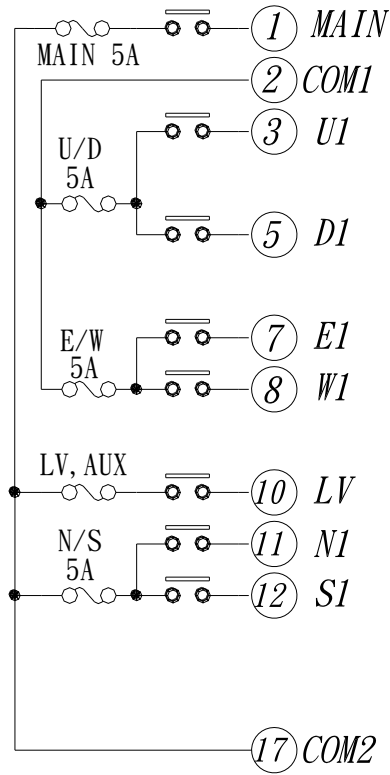 1 MAIN
MAIN 5A
2 COM1
3 U1
U/D
5A
5 D1
7 E1
E/W
5A
8 W1
LV, AUX
10 LV
11 N1
N/S
5A
12 S1
17 COM2